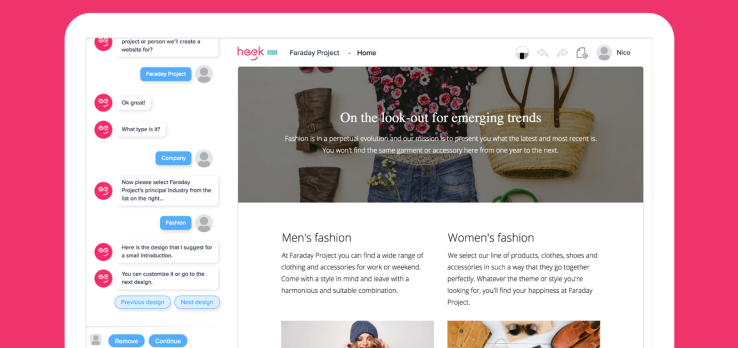 project or person we'll create a
website for?
Faraday Project
Ok great!
What type is it?
Company
Now please select Faraday
Project's principal industry from the
list on the right...
Fashion
Here is the design that I suggest for
a small introduction.
You can customize it or go to the
next design.
Previous design
Next design
Remove
Continue
heek BETA
Faraday Project - Home
Nico
On the look-out for emerging trends
Fashion is in a perpetual evolution and our mission is to present you what the latest and most recent is.
You won't find the same garment or accessory here from one year to the next.
Men's fashion
At Faraday Project you can find a wide range of
clothing and accessories for work or weekend.
Come with a style in mind and leave with a
harmonious and suitable combination.
Women's fashion
We select our line of products, clothes, shoes and
accessories in such a way that they go together
perfectly. Whatever the theme or style you're
looking for, you'll find your happiness at Faraday
Project.